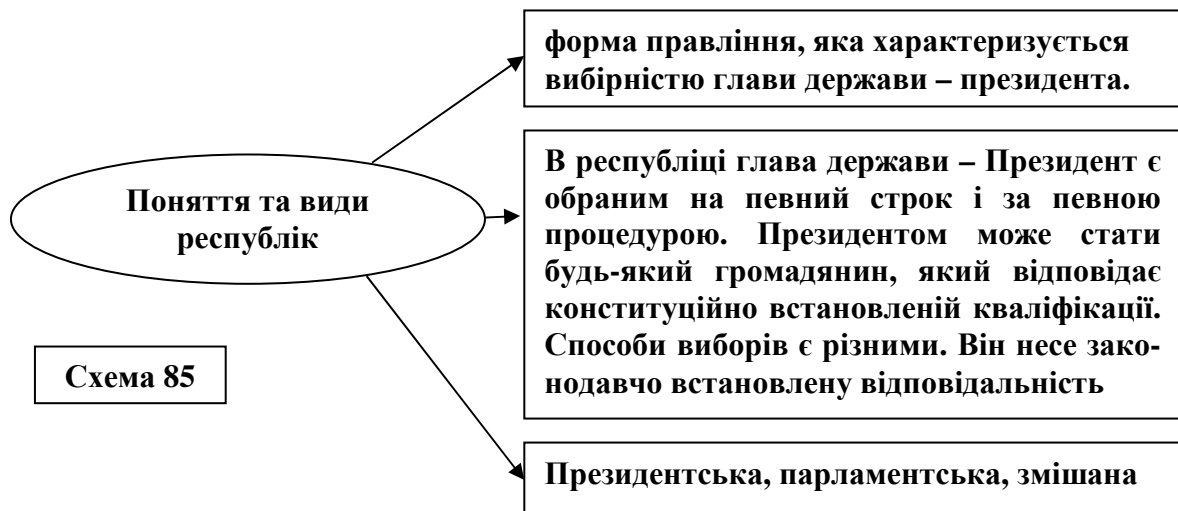 форма правління, яка характеризується
вибірністю глави держави – президента.
Поняття та види
республік
В республіці глава держави – Президент є
обраним на певний строк і за певною
процедурою. Президентом може стати
будь-який громадянин, який відповідає
конституційно встановленій кваліфікації.
Способи виборів є різними. Він несе зако-
нодавчо встановлену відповідальність
Схема 85
Президентська, парламентська, змішана